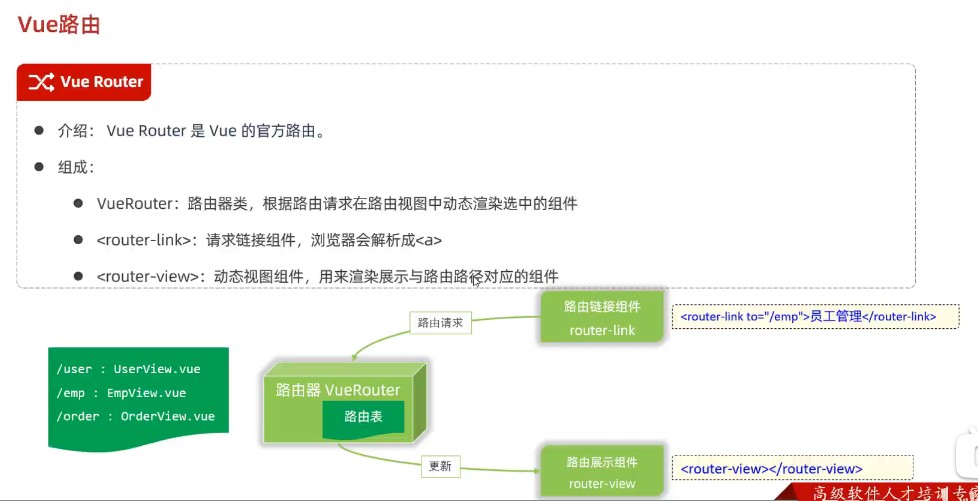 Vue路由
Vue Router
介绍： Vue Router 是 Vue 的官方路由。
组成：
VueRouter：路由器类，根据路由请求在路由视图中动态渲染选中的组件
<router-link>：请求链接组件，浏览器会解析成<a>
<router-view>：动态视图组件，用来渲染展示与路由路径对应的组件
路由链接组件
router-link
<router-link to="/emp">员工管理</router-link>
路由请求
/user : UserView.vue
/emp : EmpView.vue
/order : OrderView.vue
路由器 VueRouter
路由表
更新
路由展示组件
router-view
<router-view></router-view>
高级软件人才培训专